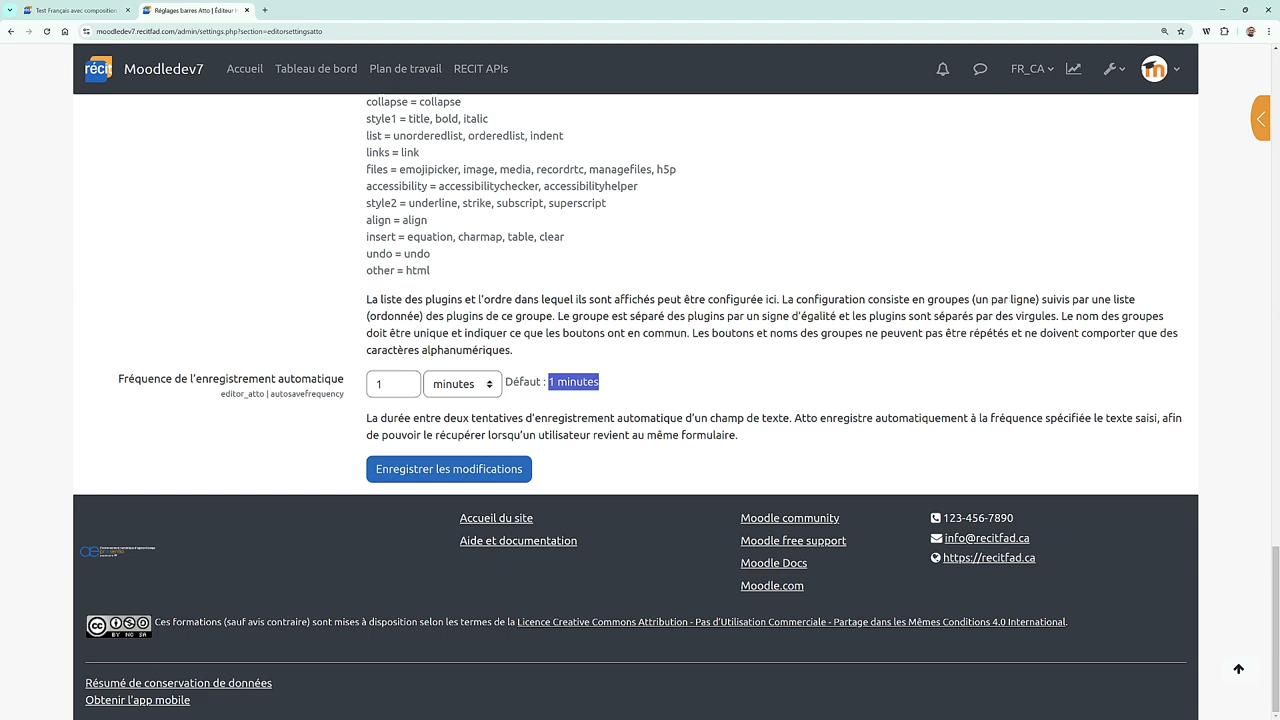 Test Français avec composition
Réglages barres Atto | Éditeur H
moodledev7.recitfad.com/admin/settings.php?section=editorsettingsatto
récit
Moodledev7
Accueil
Tableau de bord
Plan de travail
RECIT APIs
FR_CA
collapse = collapse
style1 = title, bold, italic
list = unorderedlist, orderedlist, indent
links = link
files = emojipicker, image, media, recordrtc, managefiles, h5p
accessibility = accessibilitychecker, accessibilityhelper
style2 = underline, strike, subscript, superscript
align = align
insert = equation, charmap, table, clear
undo = undo
other = html
La liste des plugins et l'ordre dans lequel ils sont affichés peut être configurée ici. La configuration consiste en groupes (un par ligne) suivis par une liste
(ordonnée) des plugins de ce groupe. Le groupe est séparé des plugins par un signe d'égalité et les plugins sont séparés par des virgules. Le nom des groupes
doit être unique et indiquer ce que les boutons ont en commun. Les boutons et noms des groupes ne peuvent pas être répétés et ne doivent comporter que des
caractères alphanumériques.
Fréquence de l'enregistrement automatique
editor_atto | autosavefrequency
1
minutes
Défaut : 1 minutes
La durée entre deux tentatives d'enregistrement automatique d'un champ de texte. Atto enregistre automatiquement à la fréquence spécifiée le texte saisi, afin
de pouvoir le récupérer lorsqu'un utilisateur revient au même formulaire.
Enregistrer les modifications
Accueil du site
Aide et documentation
Moodle community
Moodle free support
Moodle Docs
Moodle.com
123-456-7890
info@recitfad.ca
https://recitfad.ca
BY NC SA
Ces formations (sauf avis contraire) sont mises à disposition selon les termes de la Licence Creative Commons Attribution - Pas d'Utilisation Commerciale - Partage dans les Mêmes Conditions 4.0 International.
Résumé de conservation de données
Obtenir l'app mobile